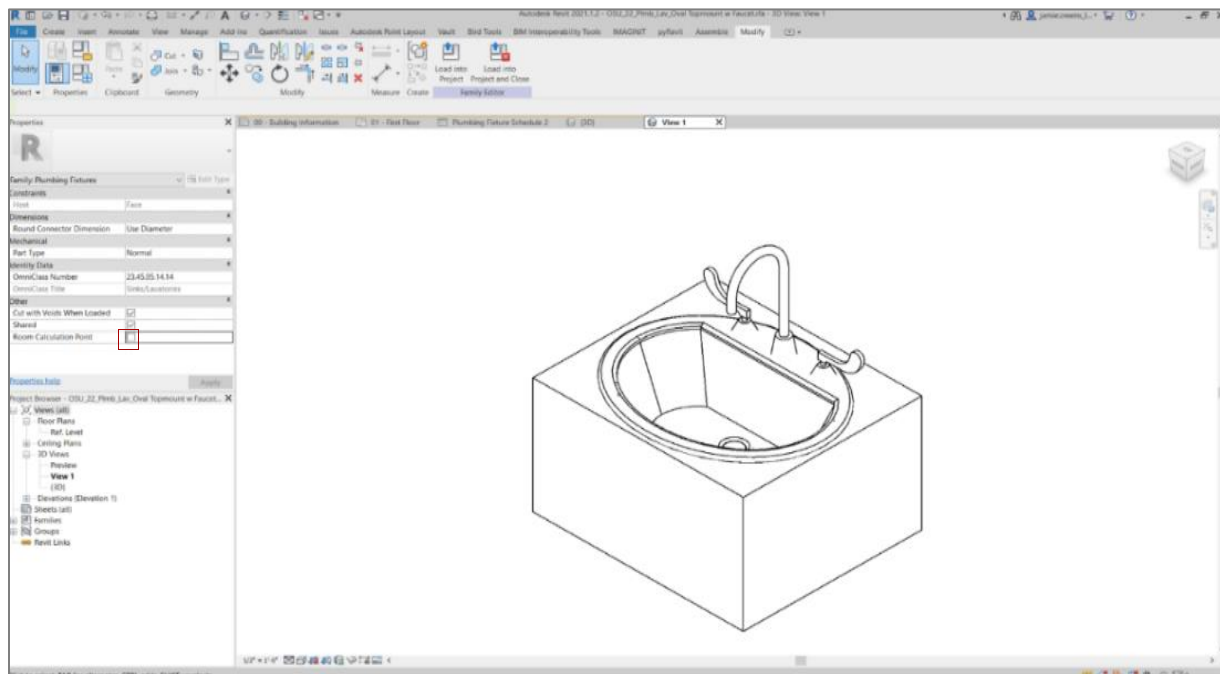 Autodesk Revit 2021.1.2 - OSU_22_Plmb_Lav_Oval Topmount w Faucet.rfa - 3D View: View 1
File Create Insert Annotate View Manage Add-Ins Quantification Issues Autodesk Point Layout Vault Bird Tools BIM Interoperability Tools IMAGINiT pyRevit Assemble Modify
Modify
Cut
Join
Load into
Project
Load into
Project and Close
Select Properties Clipboard Geometry Modify Measure Create Family Editor
Properties
00 - Building Information
01 - First Floor
Plumbing Fixture Schedule 2
{3D}
View 1
R
Family: Plumbing Fixtures
Edit Type
Constraints
Host Face
Dimensions
Round Connector Dimension Use Diameter
Mechanical
Part Type Normal
Identity Data
OmniClass Number 23.45.05.14.14
OmniClass Title Sinks/Lavatories
Other
Cut with Voids When Loaded
Shared
Room Calculation Point
Properties help
Apply
Project Browser - OSU_22_Plmb_Lav_Oval Topmount w Faucet...
Views (all)
Floor Plans
Ref. Level
Ceiling Plans
3D Views
Preview
View 1
{3D}
Elevations (Elevation 1)
Sheets (all)
Families
Groups
Revit Links